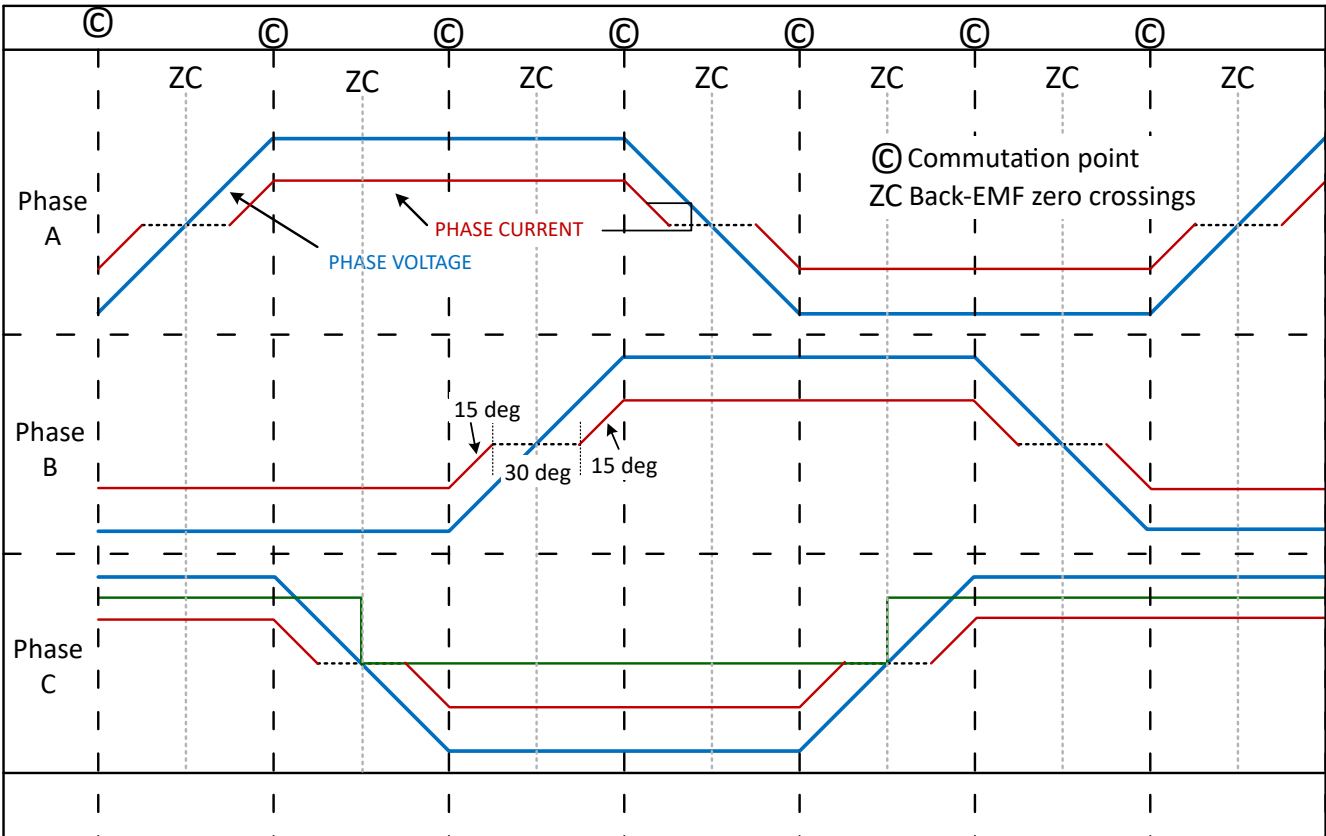 © © © © © © ©
ZC ZC ZC ZC ZC ZC ZC
© Commutation point
ZC Back-EMF zero crossings
Phase
A
PHASE CURRENT
PHASE VOLTAGE
15 deg
Phase
B
30 deg
15 deg
Phase
C